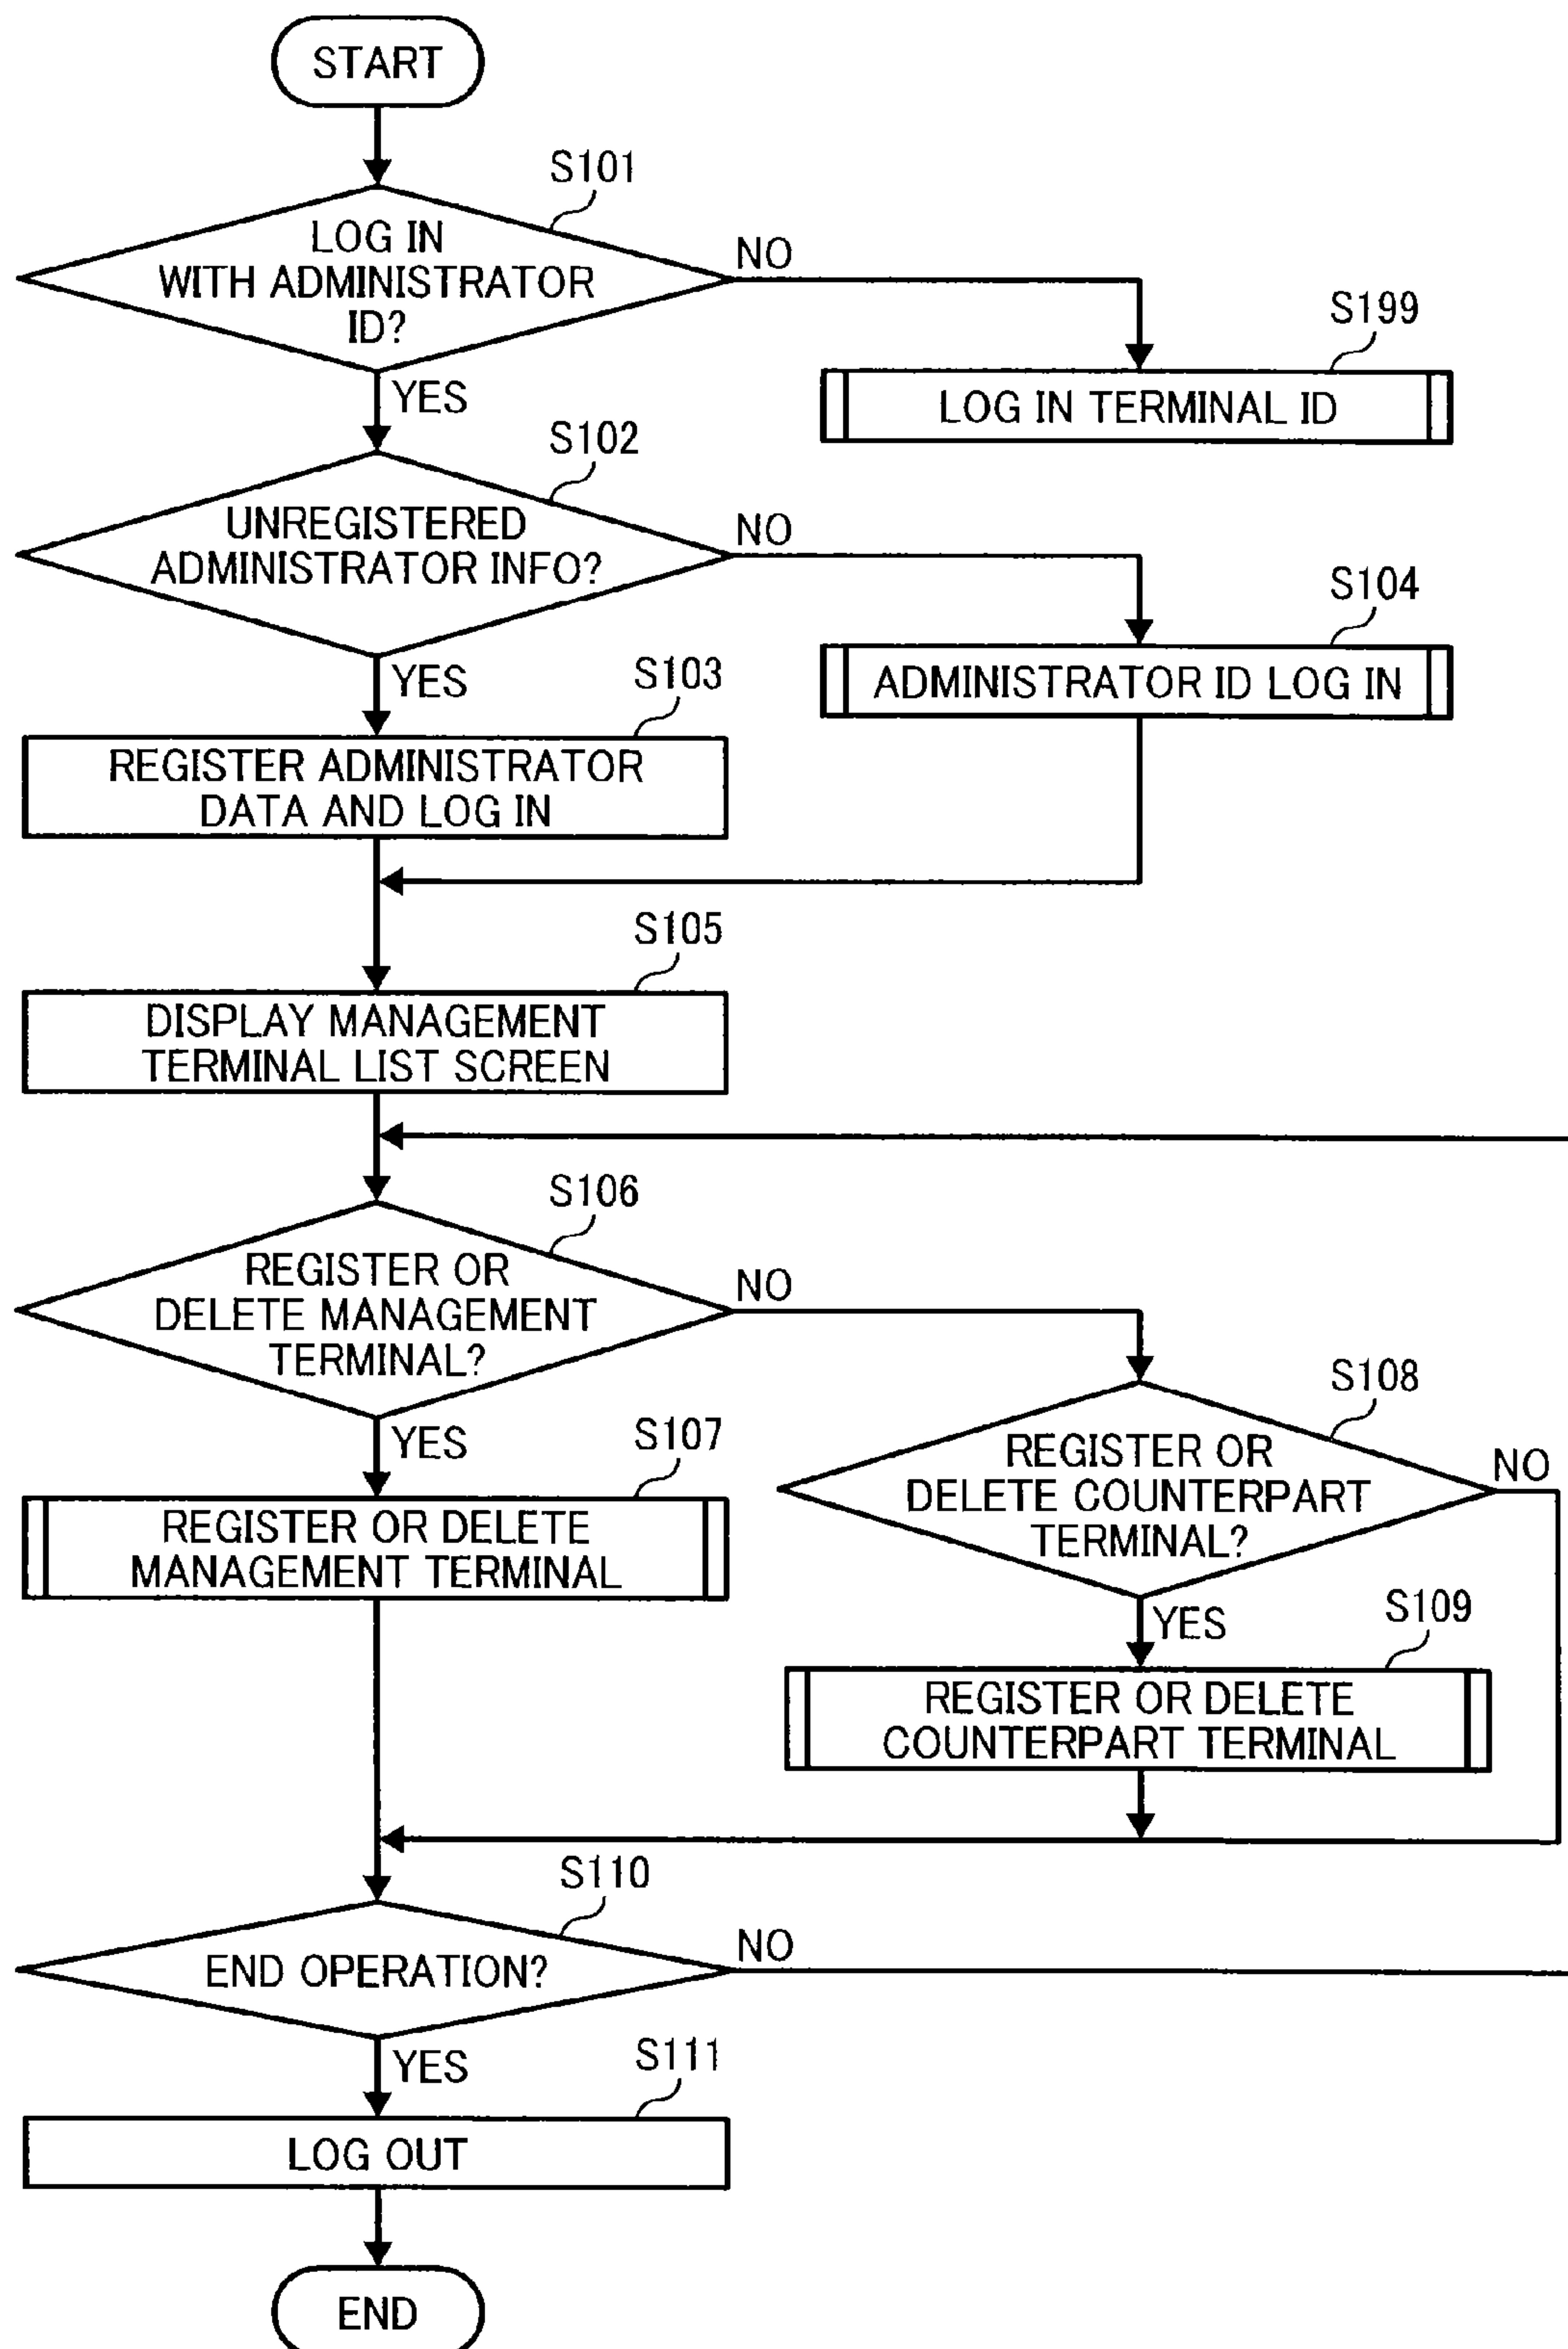 START
S101
LOG IN
WITH ADMINISTRATOR
ID?
NO
S199
LOG IN TERMINAL ID
YES
S102
UNREGISTERED
ADMINISTRATOR INFO?
NO
S104
ADMINISTRATOR ID LOG IN
YES
S103
REGISTER ADMINISTRATOR
DATA AND LOG IN
S105
DISPLAY MANAGEMENT
TERMINAL LIST SCREEN
S106
REGISTER OR
DELETE MANAGEMENT
TERMINAL?
NO
S108
REGISTER OR
DELETE COUNTERPART
TERMINAL?
NO
YES
S107
REGISTER OR DELETE
MANAGEMENT TERMINAL
YES
S109
REGISTER OR DELETE
COUNTERPART TERMINAL
S110
END OPERATION?
NO
YES
S111
LOG OUT
END